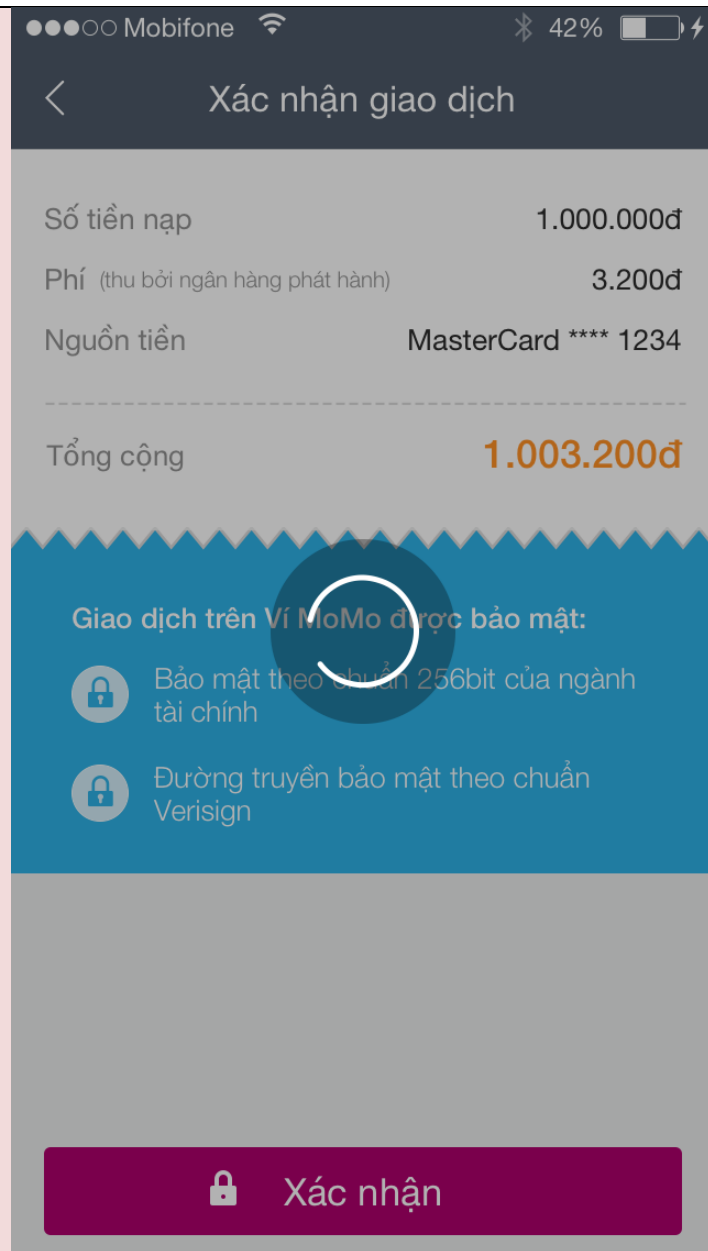 Mobifone 42%
Xác nhận giao dịch
Số tiền nạp 1.000.000đ
Phí (thu bởi ngân hàng phát hành) 3.200đ
Nguồn tiền MasterCard **** 1234
Tổng cộng 1.003.200đ
Giao dịch trên Ví MoMo được bảo mật:
Bảo mật theo chuẩn 256bit của ngành
tài chính
Đường truyền bảo mật theo chuẩn
Verisign
Xác nhận